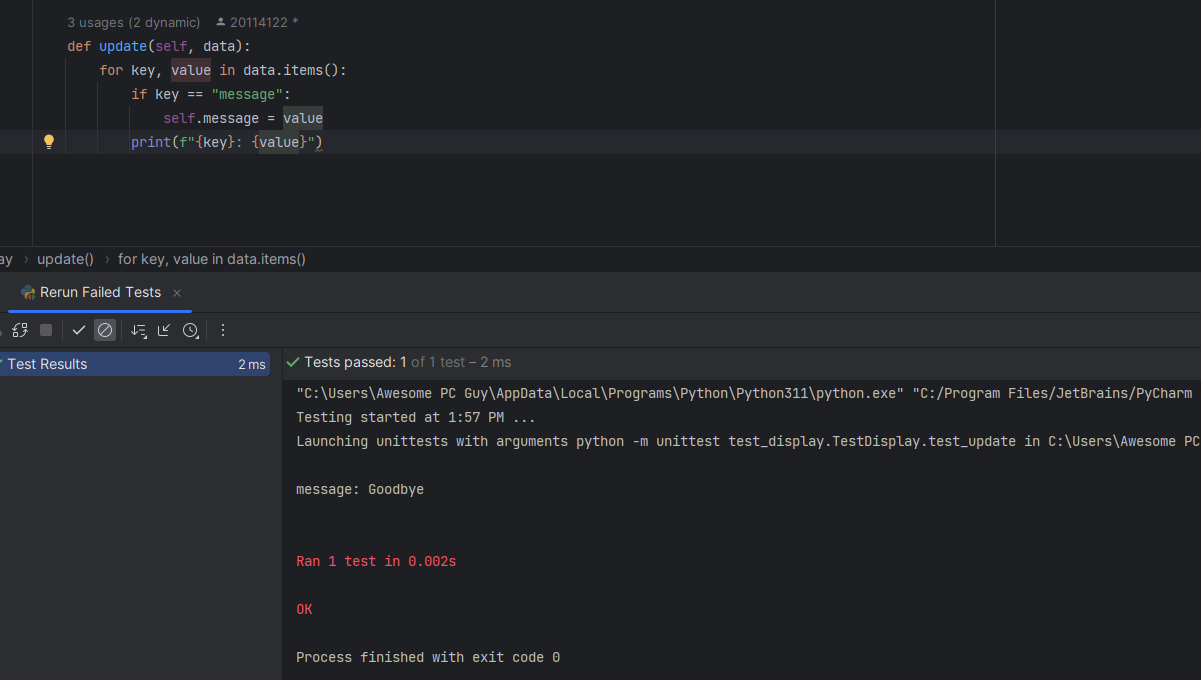 3 usages (2 dynamic) 20114122 *
def update(self, data):
for key, value in data.items():
if key == "message":
self.message = value
print(f"{key}: {value}")
ay › update() › for key, value in data.items()
Rerun Failed Tests
Test Results 2 ms
Tests passed: 1 of 1 test – 2 ms
"C:\Users\Awesome PC Guy\AppData\Local\Programs\Python\Python311\python.exe" "C:/Program Files/JetBrains/PyCharm
Testing started at 1:57 PM ...
Launching unittests with arguments python -m unittest test_display.TestDisplay.test_update in C:\Users\Awesome PC
message: Goodbye
Ran 1 test in 0.002s
OK
Process finished with exit code 0